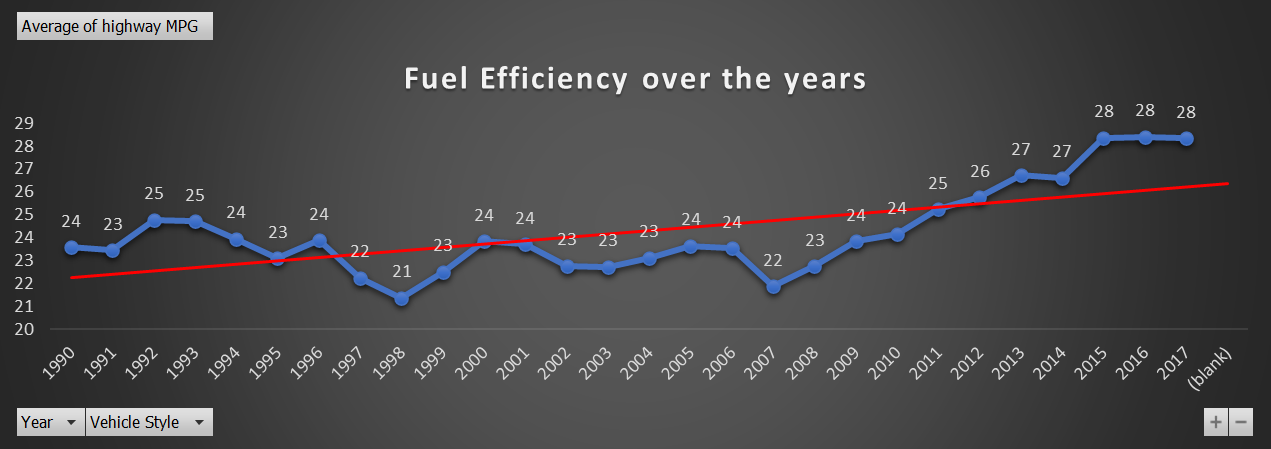 Average of highway MPG
Fuel Efficiency over the years
29
28
27
26
25
24
23
22
21
20
24 23 25 25 24 23 24 22 21 23 24 24 23 23 23 24 24 22 23 24 24 25 26 27 27 28 28 28
1990 1991 1992 1993 1994 1995 1996 1997 1998 1999 2000 2001 2002 2003 2004 2005 2006 2007 2008 2009 2010 2011 2012 2013 2014 2015 2016 2017 (blank)
Year Vehicle Style + −